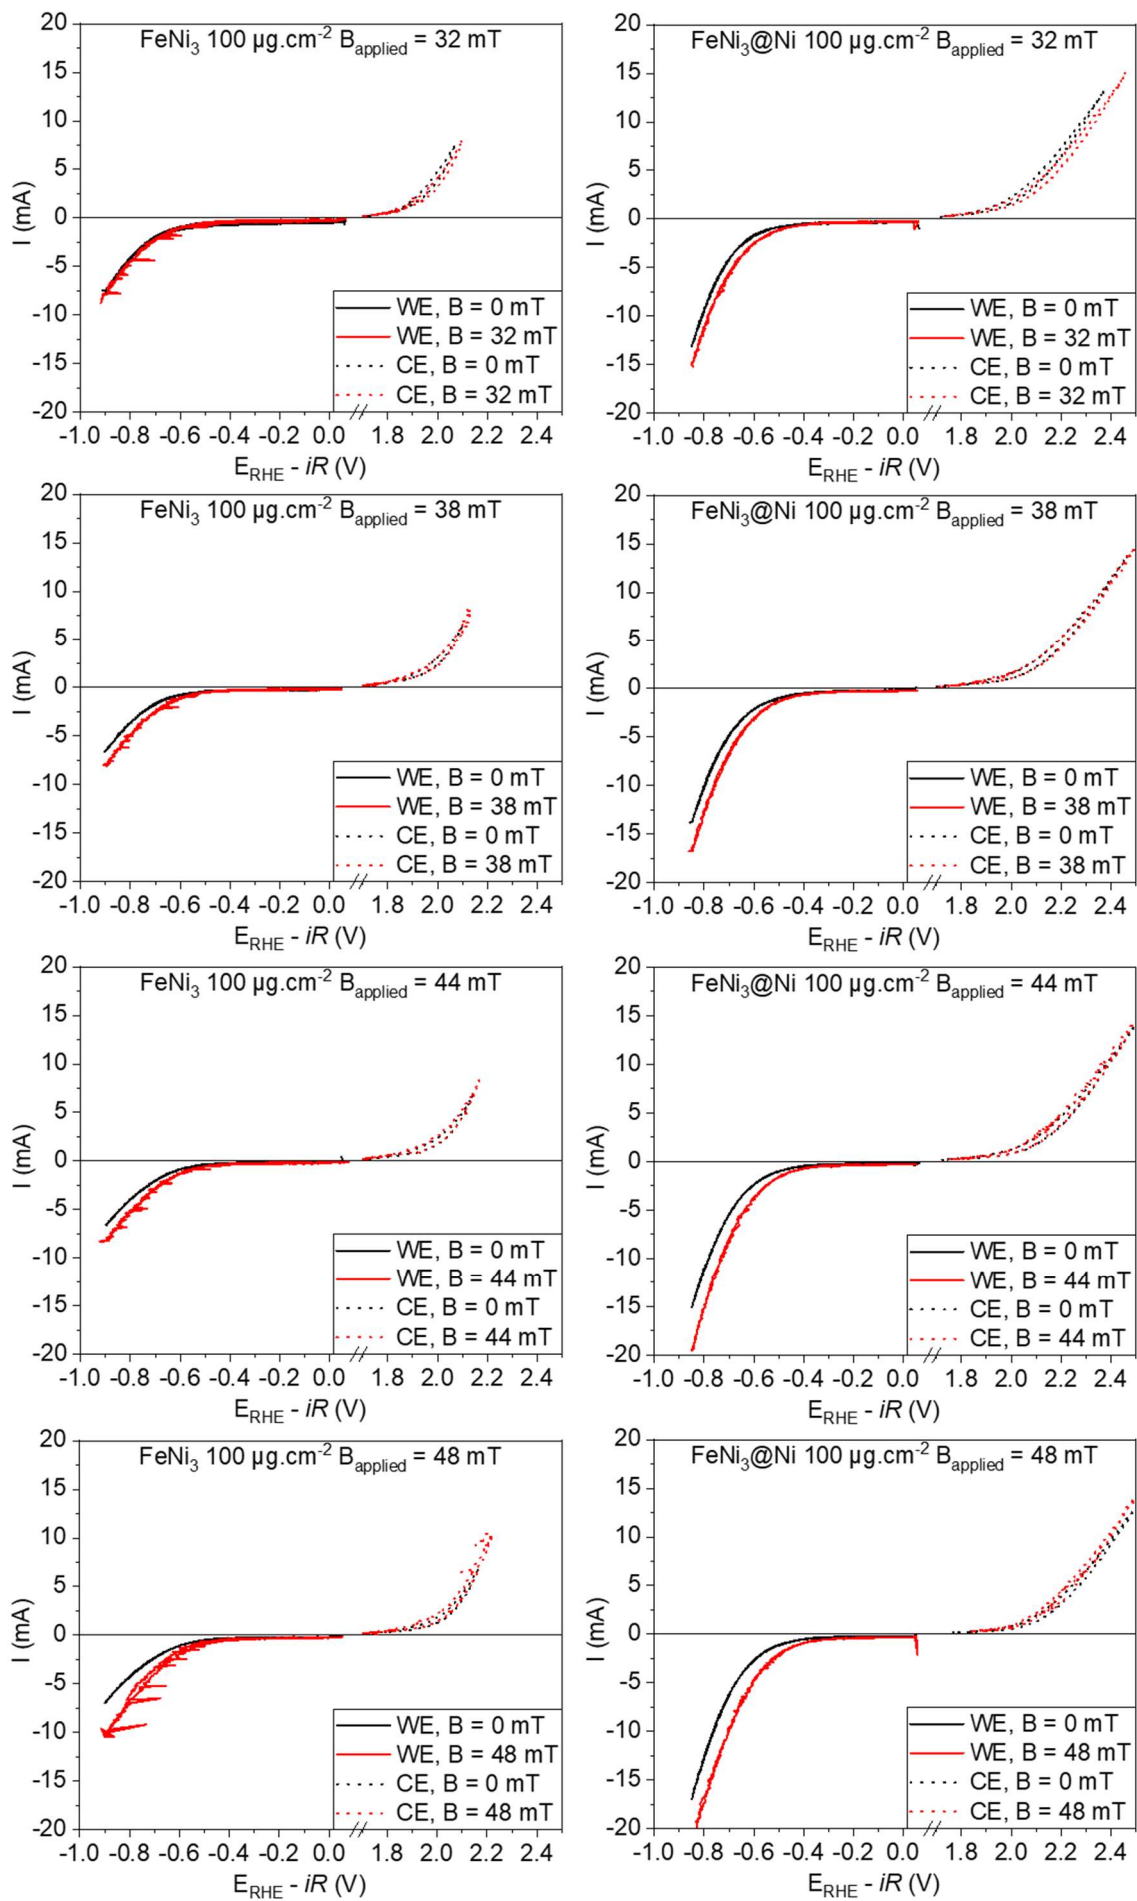 FeNi3 100 µg.cm-2 Bapplied = 32 mT
20
15
10
5
0
-5
-10
-15
-20
I (mA)
WE, B = 0 mT
WE, B = 32 mT
CE, B = 0 mT
CE, B = 32 mT
-1.0 -0.8 -0.6 -0.4 -0.2 0.0 1.8 2.0 2.2 2.4
ERHE - iR (V)
FeNi3@Ni 100 µg.cm-2 Bapplied = 32 mT
20
15
10
5
0
-5
-10
-15
-20
I (mA)
WE, B = 0 mT
WE, B = 32 mT
CE, B = 0 mT
CE, B = 32 mT
-1.0 -0.8 -0.6 -0.4 -0.2 0.0 1.8 2.0 2.2 2.4
ERHE - iR (V)
FeNi3 100 µg.cm-2 Bapplied = 38 mT
20
15
10
5
0
-5
-10
-15
-20
I (mA)
WE, B = 0 mT
WE, B = 38 mT
CE, B = 0 mT
CE, B = 38 mT
-1.0 -0.8 -0.6 -0.4 -0.2 0.0 1.8 2.0 2.2 2.4
ERHE - iR (V)
FeNi3@Ni 100 µg.cm-2 Bapplied = 38 mT
20
15
10
5
0
-5
-10
-15
-20
I (mA)
WE, B = 0 mT
WE, B = 38 mT
CE, B = 0 mT
CE, B = 38 mT
-1.0 -0.8 -0.6 -0.4 -0.2 0.0 1.8 2.0 2.2 2.4
ERHE - iR (V)
FeNi3 100 µg.cm-2 Bapplied = 44 mT
20
15
10
5
0
-5
-10
-15
-20
I (mA)
WE, B = 0 mT
WE, B = 44 mT
CE, B = 0 mT
CE, B = 44 mT
-1.0 -0.8 -0.6 -0.4 -0.2 0.0 1.8 2.0 2.2 2.4
ERHE - iR (V)
FeNi3@Ni 100 µg.cm-2 Bapplied = 44 mT
20
15
10
5
0
-5
-10
-15
-20
I (mA)
WE, B = 0 mT
WE, B = 44 mT
CE, B = 0 mT
CE, B = 44 mT
-1.0 -0.8 -0.6 -0.4 -0.2 0.0 1.8 2.0 2.2 2.4
ERHE - iR (V)
FeNi3 100 µg.cm-2 Bapplied = 48 mT
20
15
10
5
0
-5
-10
-15
-20
I (mA)
WE, B = 0 mT
WE, B = 48 mT
CE, B = 0 mT
CE, B = 48 mT
-1.0 -0.8 -0.6 -0.4 -0.2 0.0 1.8 2.0 2.2 2.4
ERHE - iR (V)
FeNi3@Ni 100 µg.cm-2 Bapplied = 48 mT
20
15
10
5
0
-5
-10
-15
-20
I (mA)
WE, B = 0 mT
WE, B = 48 mT
CE, B = 0 mT
CE, B = 48 mT
-1.0 -0.8 -0.6 -0.4 -0.2 0.0 1.8 2.0 2.2 2.4
ERHE - iR (V)